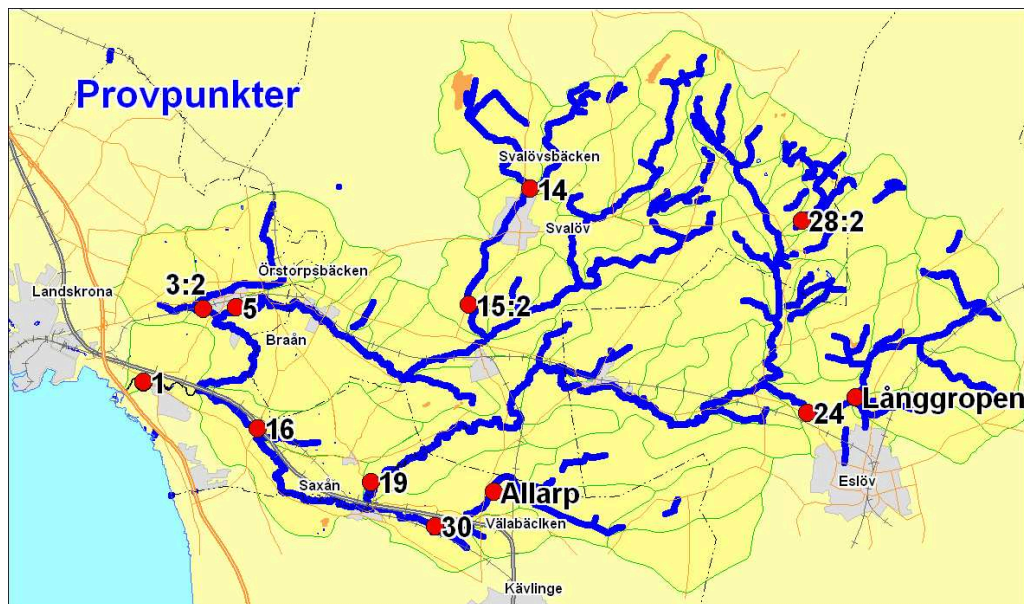 Provpunkter
Svalövsbäcken
14
Svalöv
28:2
Örstorpsbäcken
3:2
Landskrona
5
15:2
Braån
1
Långgropen
24
16
19
Saxån
Allarp
Eslöv
30
Välabäclken
Kävlinge